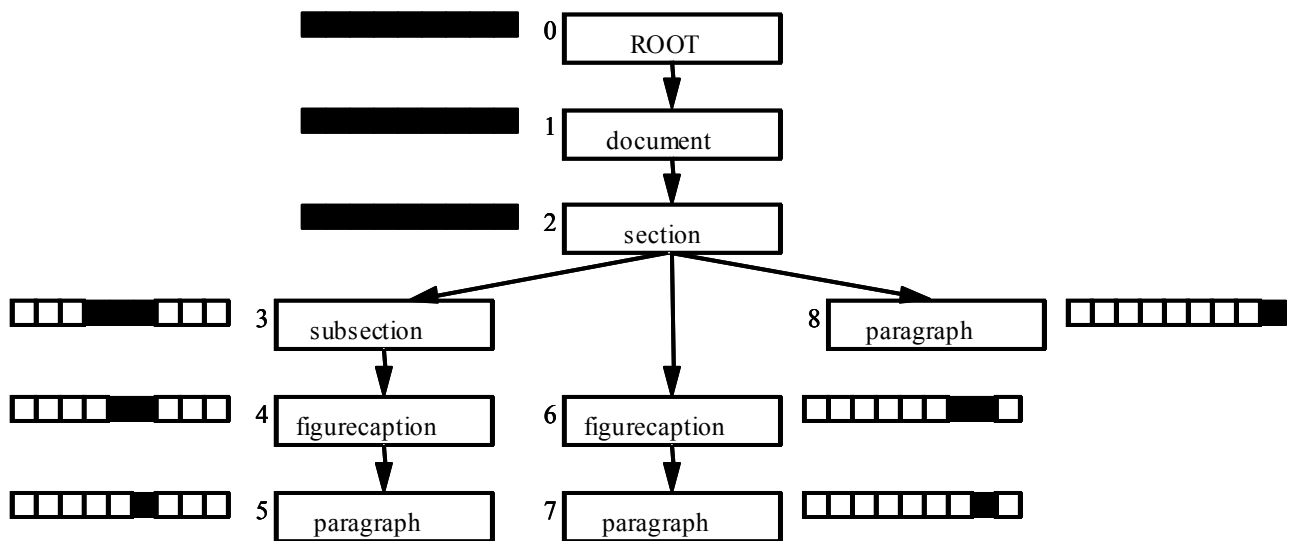 0 ROOT
1 document
2 section
3 subsection
8 paragraph
4 figurecaption
6 figurecaption
5 paragraph
7 paragraph